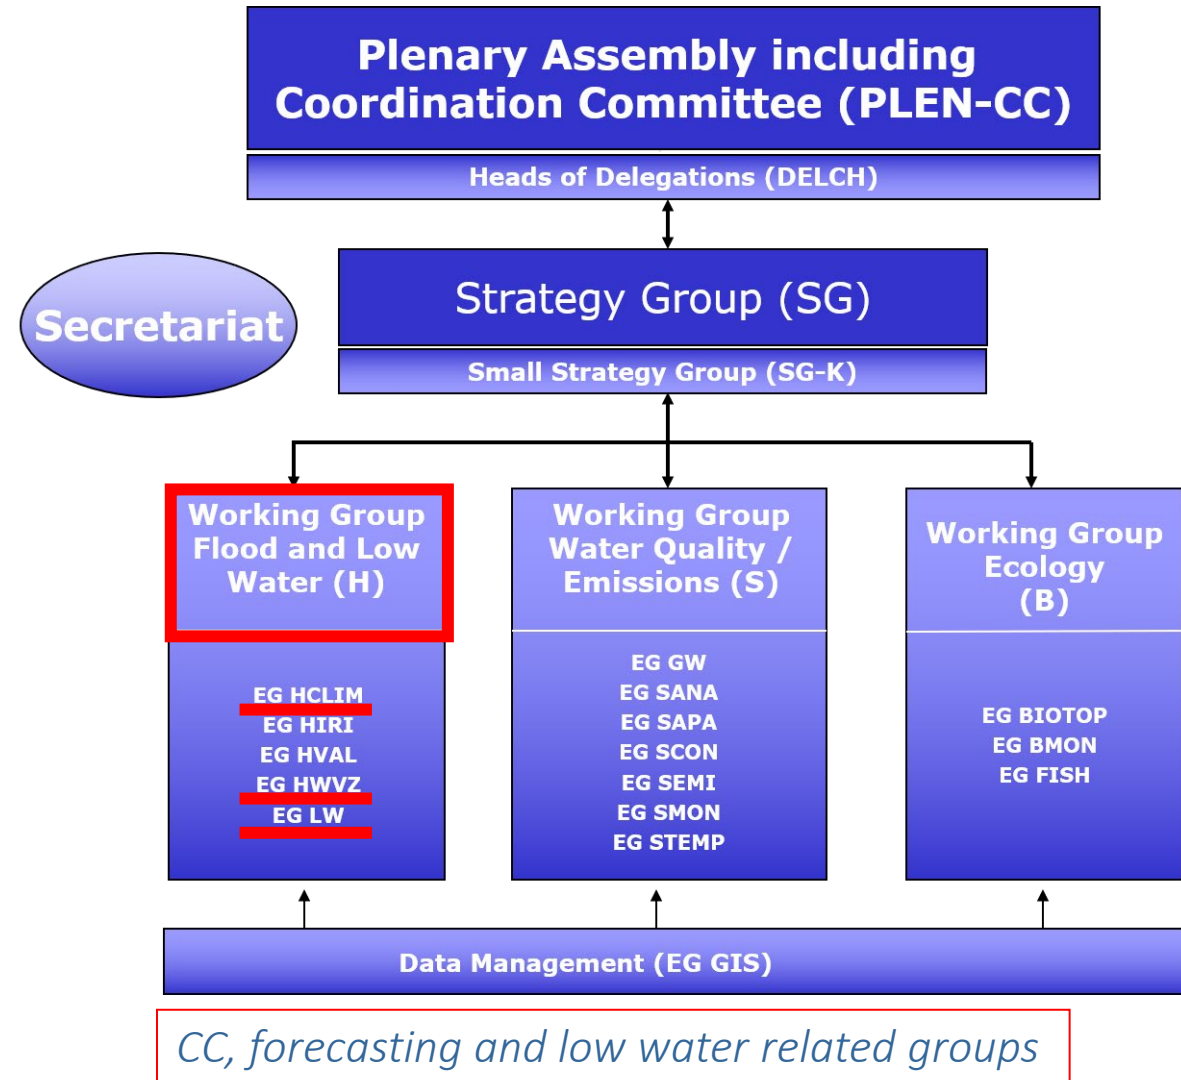 Plenary Assembly including
Coordination Committee (PLEN-CC)
Heads of Delegations (DELCH)
Secretariat
Strategy Group (SG)
Small Strategy Group (SG-K)
Working Group
Flood and Low
Water (H)
EG HCLIM
EG HIRI
EG HVAL
EG HWVZ
EG LW
Working Group
Water Quality /
Emissions (S)
EG GW
EG SANA
EG SAPA
EG SCON
EG SEMI
EG SMON
EG STEMP
Working Group
Ecology
(B)
EG BIOTOP
EG BMON
EG FISH
Data Management (EG GIS)
CC, forecasting and low water related groups